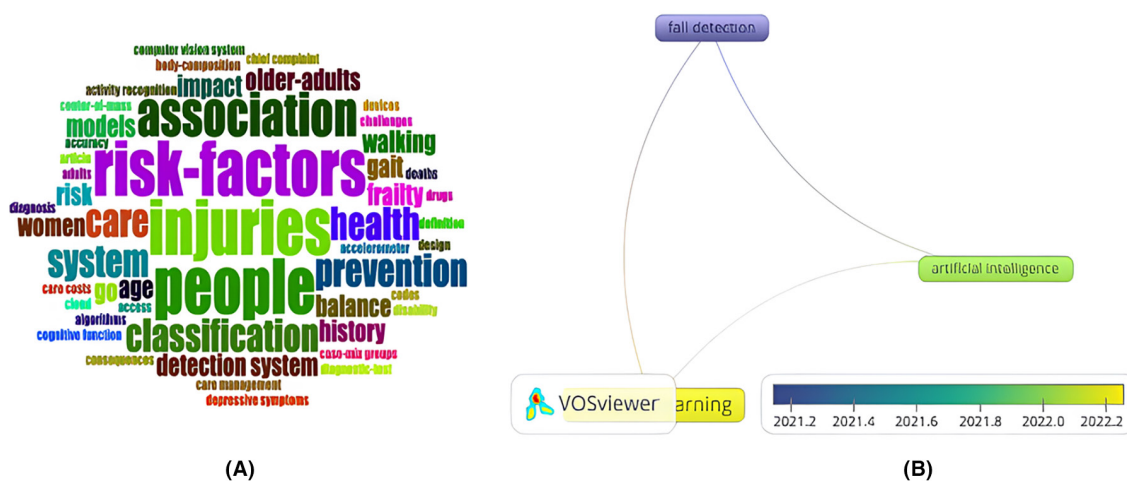 computer vision system
body-composition chief complaint
activity recognition impact older-adults
center-of-mass association devices
models challenges
accuracy walking
article risk-factors gait deaths
adults
risk frailty drugs
diagnosis injuries
women care health definition
accelerometer design
system people prevention
care costs go age
cloud access balance codes
disability
algorithms classification history
cognitive function
case-mix groups
consequences detection system diagnostic-test
care management
depressive symptoms
(A)
fall detection
artificial intelligence
VOSviewer arning
2021.2 2021.4 2021.6 2021.8 2022.0 2022.2
(B)